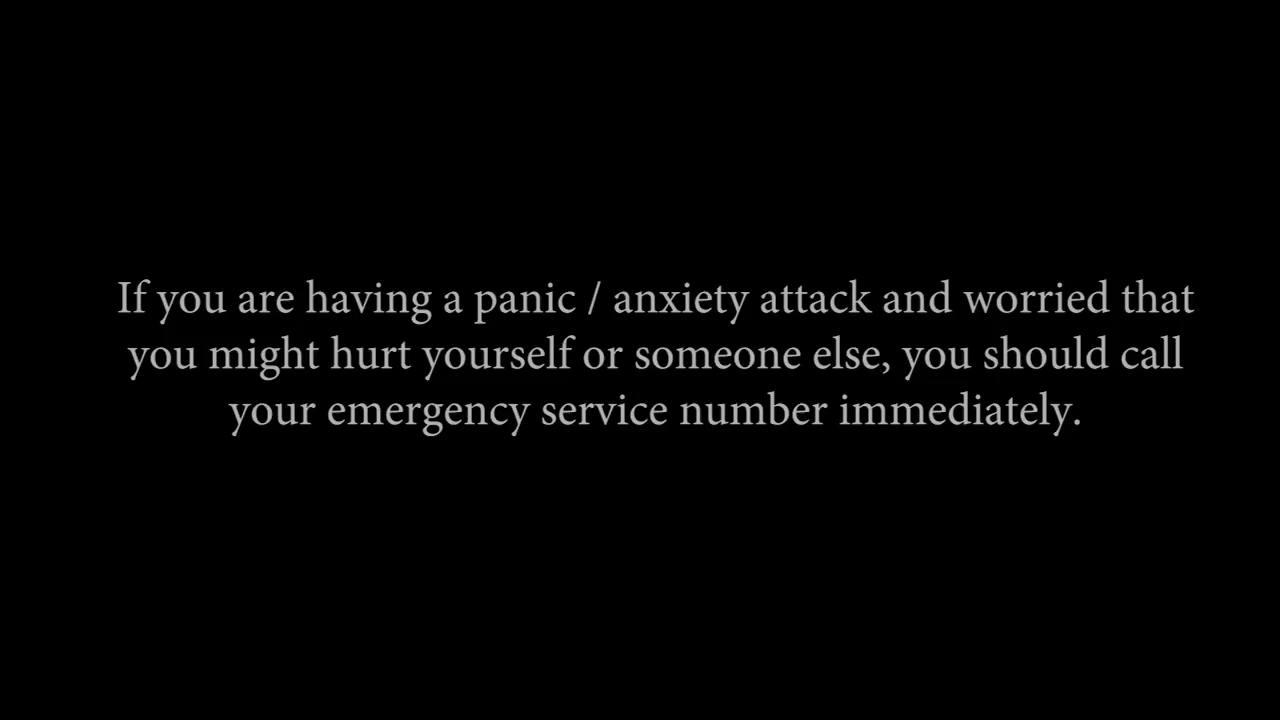 If you are having a panic / anxiety attack and worried that
you might hurt yourself or someone else, you should call
your emergency service number immediately.